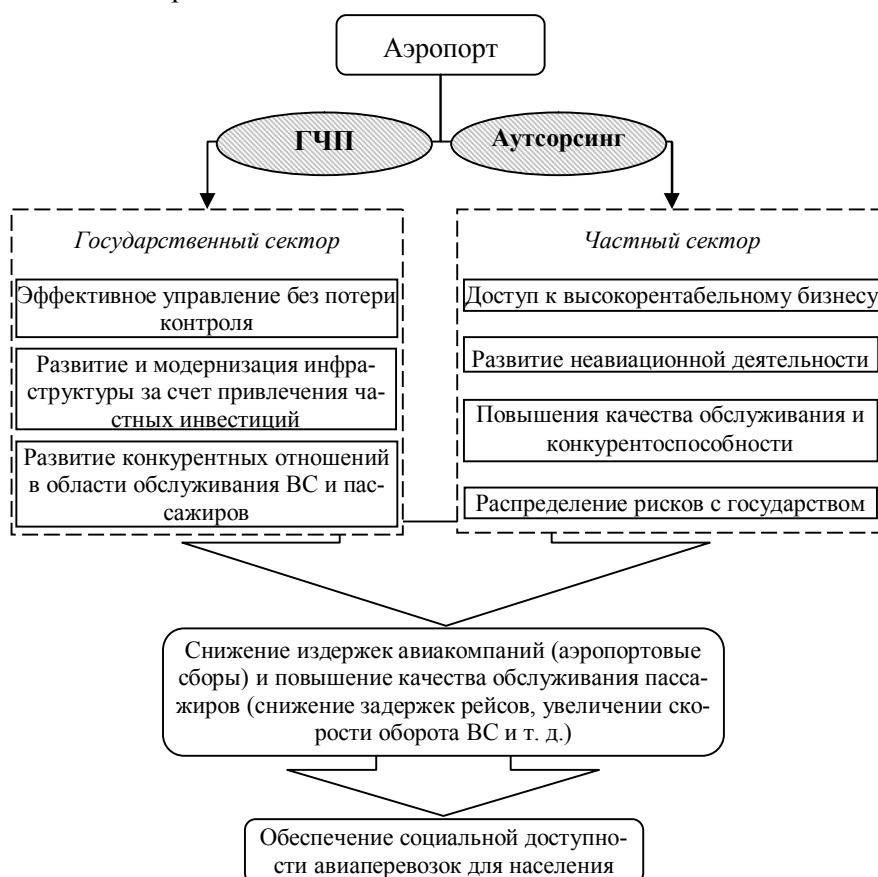 Аэропорт
ГЧП
Аутсорсинг
Государственный сектор
Эффективное управление без потери
контроля
Развитие и модернизация инфра-
структуры за счет привлечения ча-
стных инвестиций
Развитие конкурентных отношений
в области обслуживания ВС и пас-
сажиров
Частный сектор
Доступ к высокорентабельному бизнесу
Развитие неавиационной деятельности
Повышения качества обслуживания и
конкурентоспособности
Распределение рисков с государством
Снижение издержек авиакомпаний (аэропортовые
сборы) и повышение качества обслуживания пасса-
жиров (снижение задержек рейсов, увеличении ско-
рости оборота ВС и т. д.)
Обеспечение социальной доступно-
сти авиаперевозок для населения